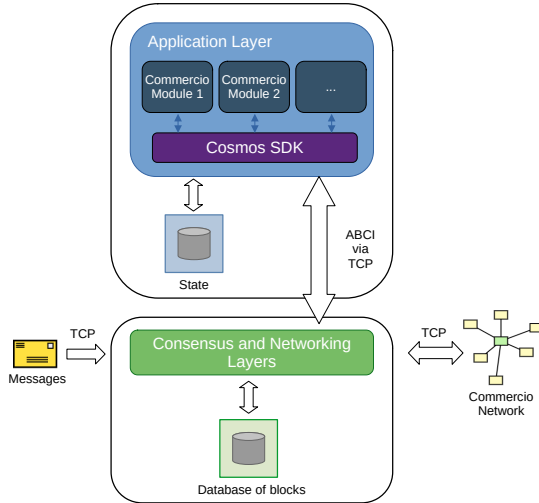 Application Layer
Commercio
Module 1
Commercio
Module 2
...
Cosmos SDK
ABCI
via
TCP
State
TCP
Messages
Consensus and Networking
Layers
TCP
Commercio
Network
Database of blocks